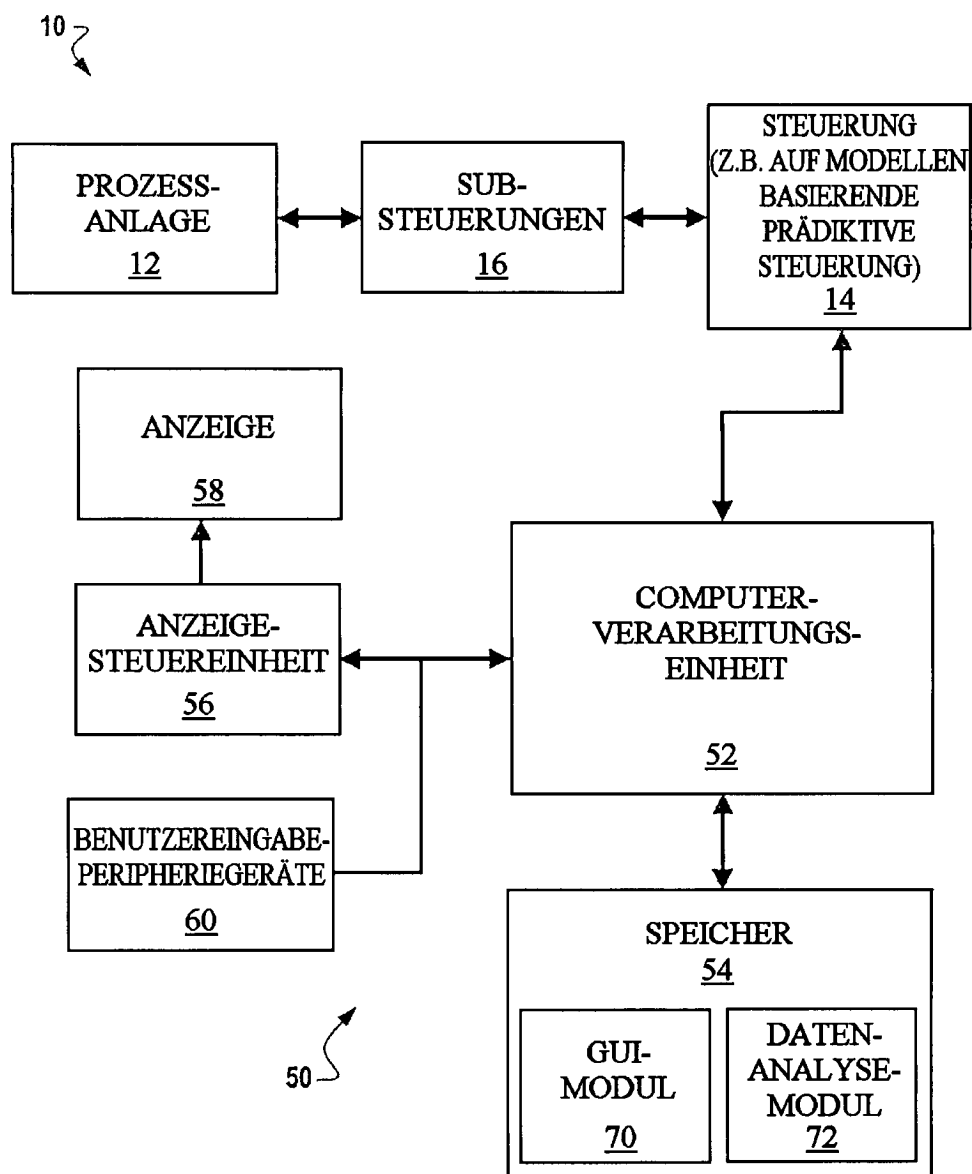 10
PROZESS-
ANLAGE
12
SUB-
STEUERUNGEN
16
STEUERUNG
(Z.B. AUF MODELLEN
BASIERENDE
PRÄDIKTIVE
STEUERUNG)
14
ANZEIGE
58
ANZEIGE-
STEUEREINHEIT
56
COMPUTER-
VERARBEITUNGS-
EINHEIT
52
BENUTZEREINGABE-
PERIPHERIEGERÄTE
60
SPEICHER
54
50
GUI-
MODUL
70
DATEN-
ANALYSE-
MODUL
72